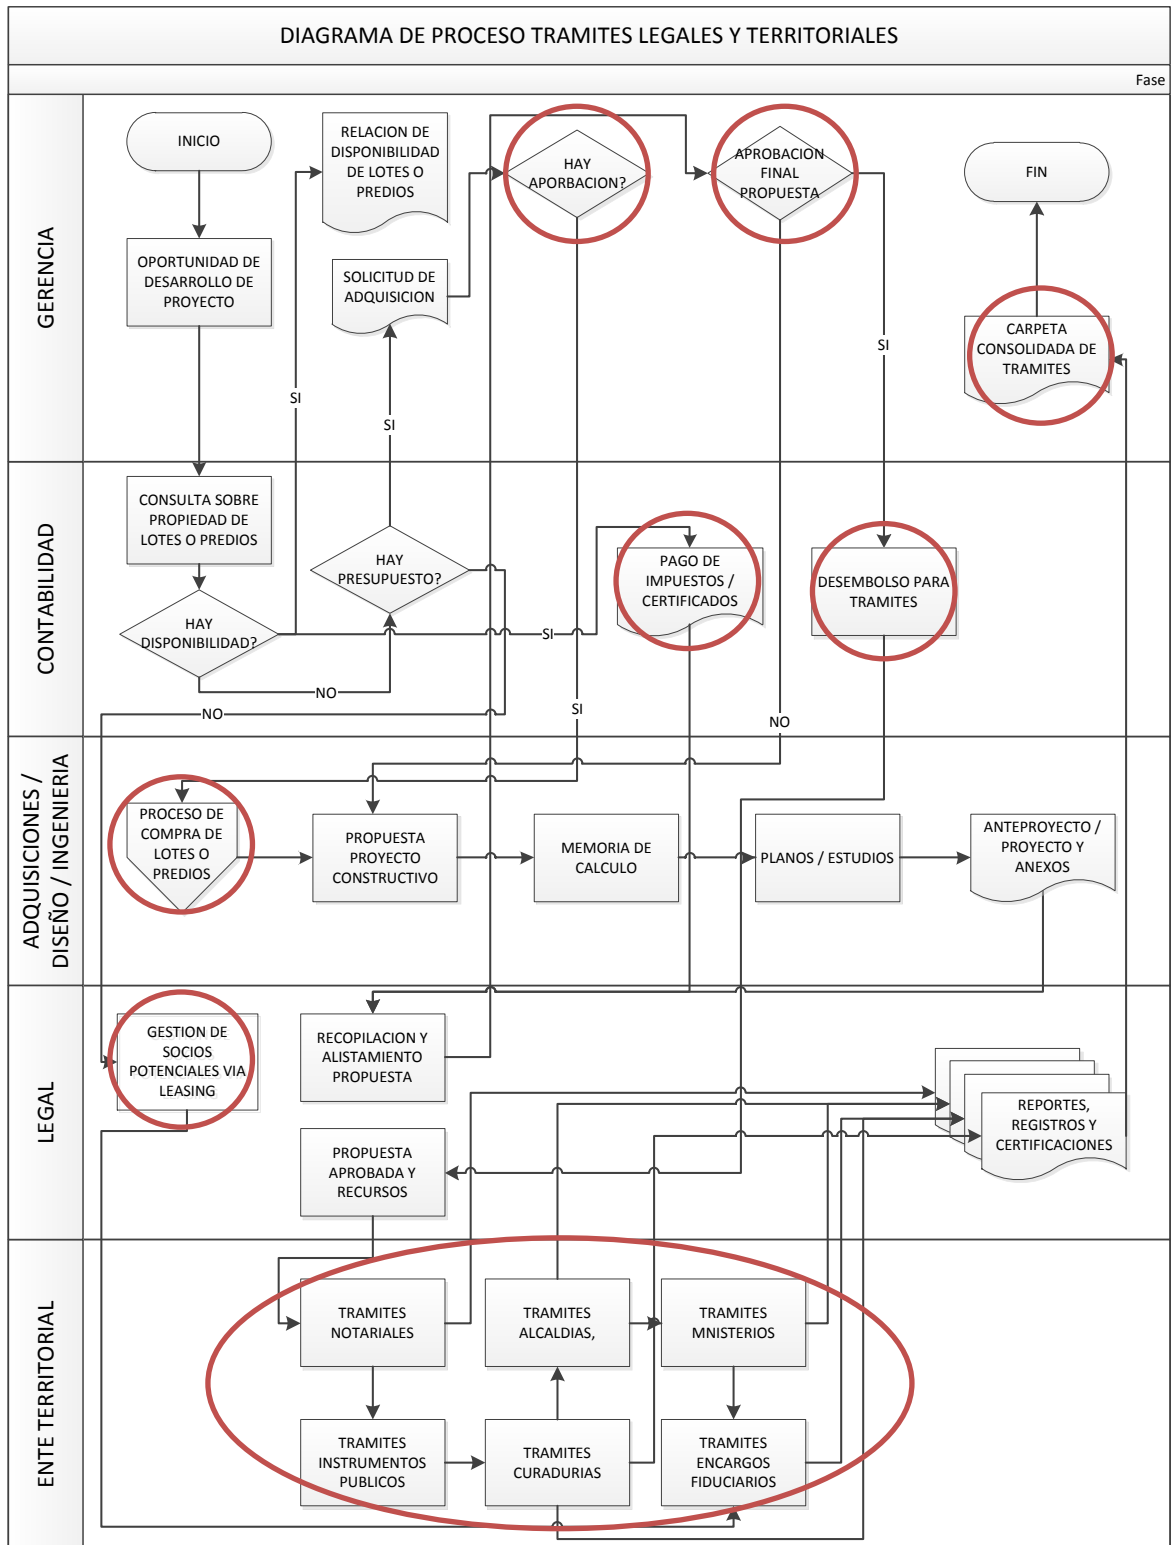 DIAGRAMA DE PROCESO TRAMITES LEGALES Y TERRITORIALES
Fase
GERENCIA
INICIO
RELACION DE
DISPONIBILIDAD
DE LOTES O
PREDIOS
HAY
APORBACION?
APROBACION
FINAL
PROPUESTA
FIN
OPORTUNIDAD DE
DESARROLLO DE
PROYECTO
SOLICITUD DE
ADQUISICION
CARPETA
CONSOLIDADA DE
TRAMITES
SI
SI
SI
CONTABILIDAD
CONSULTA SOBRE
PROPIEDAD DE
LOTES O PREDIOS
HAY
PRESUPUESTO?
PAGO DE
IMPUESTOS /
CERTIFICADOS
DESEMBOLSO PARA
TRAMITES
HAY
DISPONIBILIDAD?
SI
NO
NO
SI
NO
ADQUISICIONES /
DISEÑO / INGENIERIA
PROCESO DE
COMPRA DE
LOTES O
PREDIOS
PROPUESTA
PROYECTO
CONSTRUCTIVO
MEMORIA DE
CALCULO
PLANOS / ESTUDIOS
ANTEPROYECTO /
PROYECTO Y
ANEXOS
LEGAL
GESTION DE
SOCIOS
POTENCIALES VIA
LEASING
RECOPILACION Y
ALISTAMIENTO
PROPUESTA
REPORTES,
REGISTROS Y
CERTIFICACIONES
PROPUESTA
APROBADA Y
RECURSOS
ENTE TERRITORIAL
TRAMITES
NOTARIALES
TRAMITES
ALCALDIAS,
TRAMITES
MNISTERIOS
TRAMITES
INSTRUMENTOS
PUBLICOS
TRAMITES
CURADURIAS
TRAMITES
ENCARGOS
FIDUCIARIOS